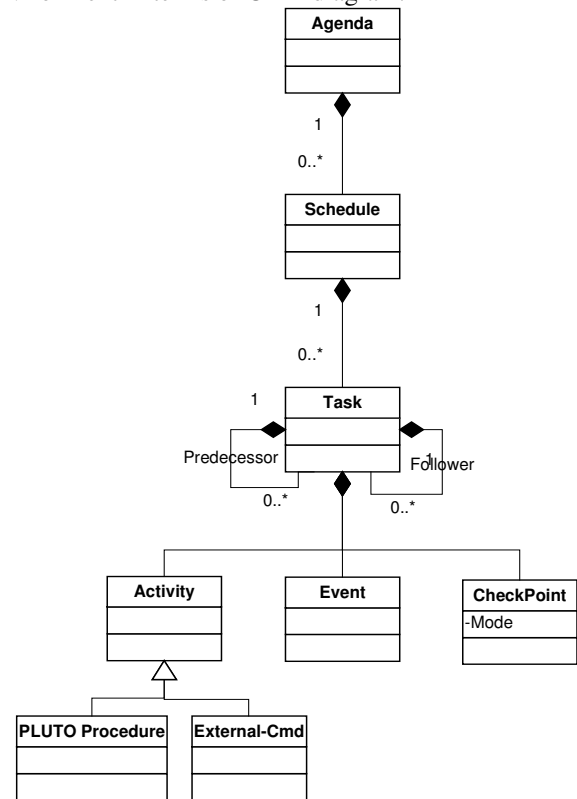 Agenda
1
0..*
Schedule
1
0..*
1
Task
Predecessor
1
Follower
0..*
0..*
Activity
Event
CheckPoint
-Mode
PLUTO Procedure
External-Cmd